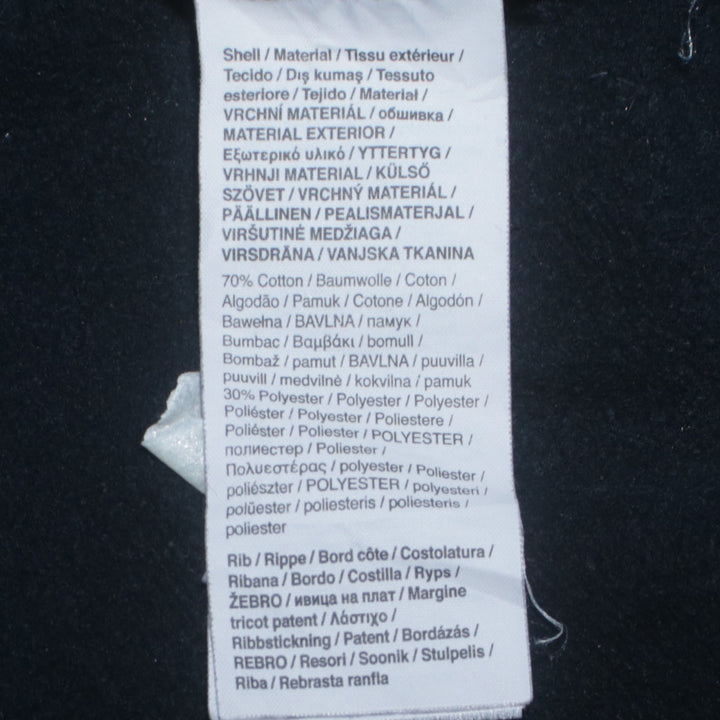 Shell / Material / Tissu extérieur /
Tecido / Dış kumaş / Tessuto
esteriore / Tejido / Materiał /
VRCHNÍ MATERIÁL / обшивка /
MATERIAL EXTERIOR /
Εξωτερικό υλικό / YTTERTYG /
VRHNJI MATERIAL / KÜLSŐ
SZÖVET / VRCHNÝ MATERIÁL /
PÄÄLLINEN / PEALISMATERJAL /
VIRŠUTINĖ MEDŽIAGA /
VIRSDRĀNA / VANJSKA TKANINA
70% Cotton / Baumwolle / Coton /
Algodão / Pamuk / Cotone / Algodón /
Bawełna / BAVLNA / памук /
Bumbac / Βαμβάκι / bomull /
Bombaž / pamut / BAVLNA / puuvilla /
puuvill / medvilnė / kokvilna / pamuk
30% Polyester / Polyester / Polyester /
Poliéster / Polyester / Poliestere /
Poliéster / Poliester / POLYESTER /
полиестер / Poliester /
Πολυεστέρας / polyester / Poliester /
poliészter / POLYESTER / polyesteri /
polüester / poliesteris / poliesteris /
poliester
Rib / Rippe / Bord côte / Costolatura /
Ribana / Bordo / Costilla / Ryps /
ŽEBRO / ивица на плат / Margine
tricot patent / Λάστιχο /
Ribbstickning / Patent / Bordázás /
REBRO / Resori / Soonik / Stulpelis /
Riba / Rebrasta ranfla